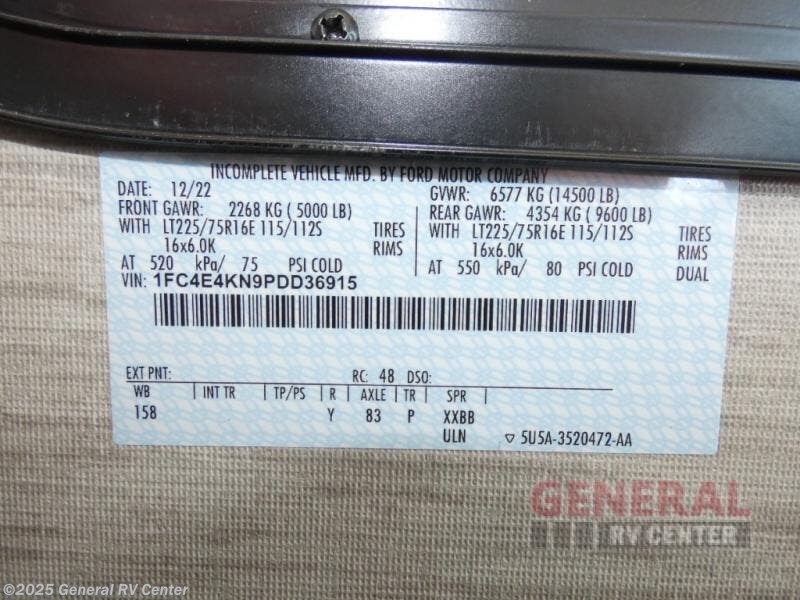 INCOMPLETE VEHICLE MFD. BY FORD MOTOR COMPANY
DATE: 12/22 GVWR: 6577 KG (14500 LB)
FRONT GAWR: 2268 KG ( 5000 LB) REAR GAWR: 4354 KG ( 9600 LB)
WITH LT225/75R16E 115/112S TIRES WITH LT225/75R16E 115/112S TIRES
16x6.0K RIMS 16x6.0K RIMS
AT 520 kPa/ 75 PSI COLD AT 550 kPa/ 80 PSI COLD DUAL
VIN: 1FC4E4KN9PDD36915
EXT PNT: RC: 48 DSO:
WB | INT TR | TP/PS | R | AXLE | TR | SPR
158 Y 83 P XXBB
ULN ▽ 5U5A-3520472-AA
GENERAL
RV CENTER
©2025 General RV Center